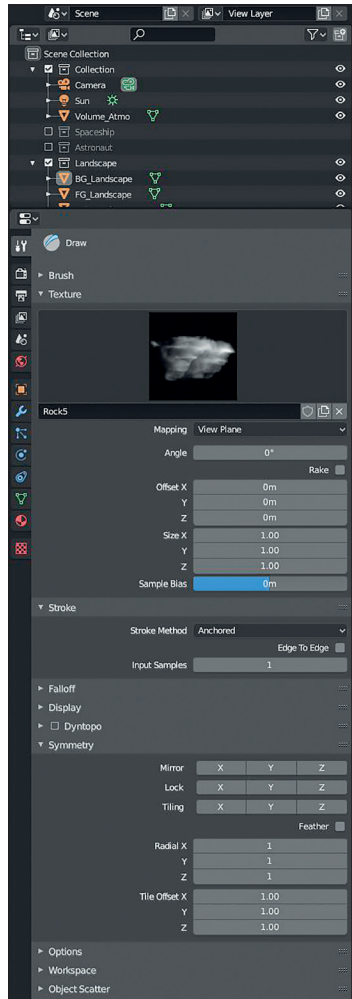 Scene View Layer
Scene Collection
Collection
Camera
Sun
Volume_Atmo
Spaceship
Astronaut
Landscape
BG_Landscape
FG_Landscape
Draw
Brush
Texture
Rock5
Mapping View Plane
Angle 0°
Rake
Offset X 0m
Y 0m
Z 0m
Size X 1.00
Y 1.00
Z 1.00
Sample Bias 0m
Stroke
Stroke Method Anchored
Edge To Edge
Input Samples 1
Falloff
Display
Dyntopo
Symmetry
Mirror X Y Z
Lock X Y Z
Tiling X Y Z
Feather
Radial X 1
Y 1
Z 1
Tile Offset X 1.00
Y 1.00
Z 1.00
Options
Workspace
Object Scatter